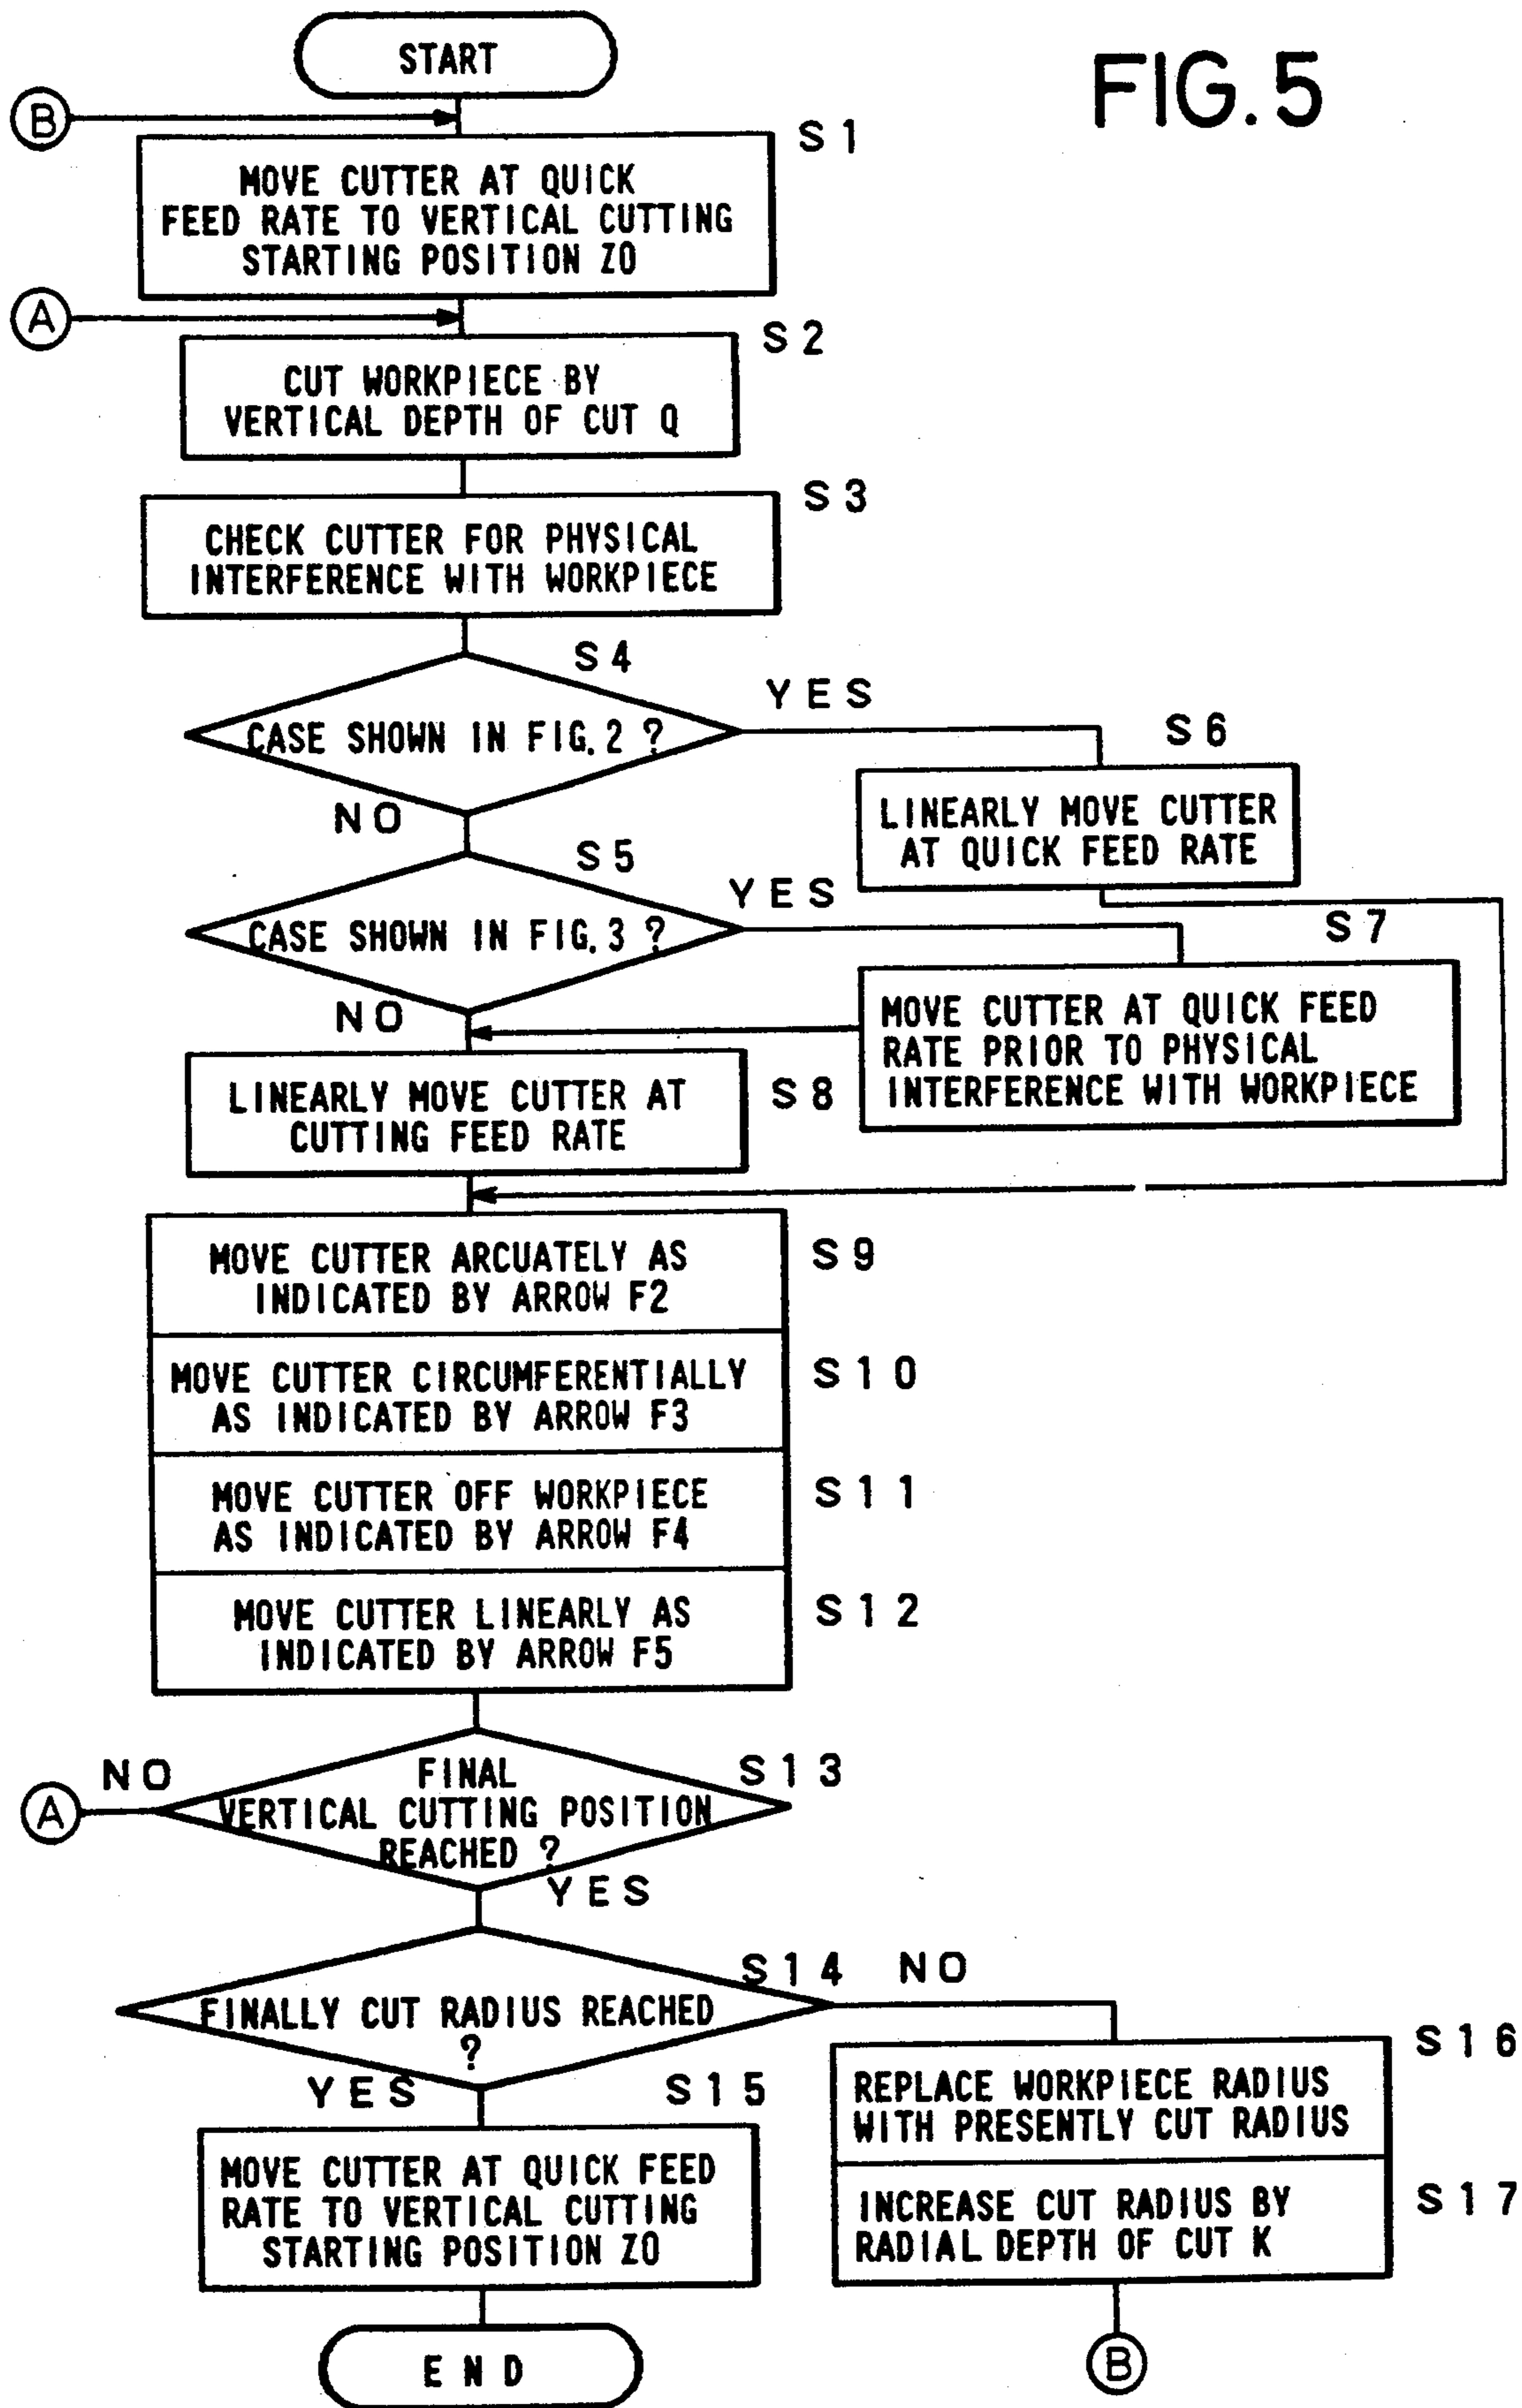 FIG. 5
START
B
S1
MOVE CUTTER AT QUICK
FEED RATE TO VERTICAL CUTTING
STARTING POSITION Z0
A
S2
CUT WORKPIECE BY
VERTICAL DEPTH OF CUT Q
S3
CHECK CUTTER FOR PHYSICAL
INTERFERENCE WITH WORKPIECE
S4
CASE SHOWN IN FIG. 2 ?
YES
NO
S6
LINEARLY MOVE CUTTER
AT QUICK FEED RATE
S5
CASE SHOWN IN FIG. 3 ?
YES
NO
S7
MOVE CUTTER AT QUICK FEED
RATE PRIOR TO PHYSICAL
INTERFERENCE WITH WORKPIECE
LINEARLY MOVE CUTTER AT
CUTTING FEED RATE
S8
MOVE CUTTER ARCUATELY AS
INDICATED BY ARROW F2
S9
MOVE CUTTER CIRCUMFERENTIALLY
AS INDICATED BY ARROW F3
S10
MOVE CUTTER OFF WORKPIECE
AS INDICATED BY ARROW F4
S11
MOVE CUTTER LINEARLY AS
INDICATED BY ARROW F5
S12
NO
A
FINAL
VERTICAL CUTTING POSITION
REACHED ?
S13
YES
S14
NO
FINALLY CUT RADIUS REACHED
?
YES
S15
MOVE CUTTER AT QUICK FEED
RATE TO VERTICAL CUTTING
STARTING POSITION Z0
S16
REPLACE WORKPIECE RADIUS
WITH PRESENTLY CUT RADIUS
INCREASE CUT RADIUS BY
RADIAL DEPTH OF CUT K
S17
END
B